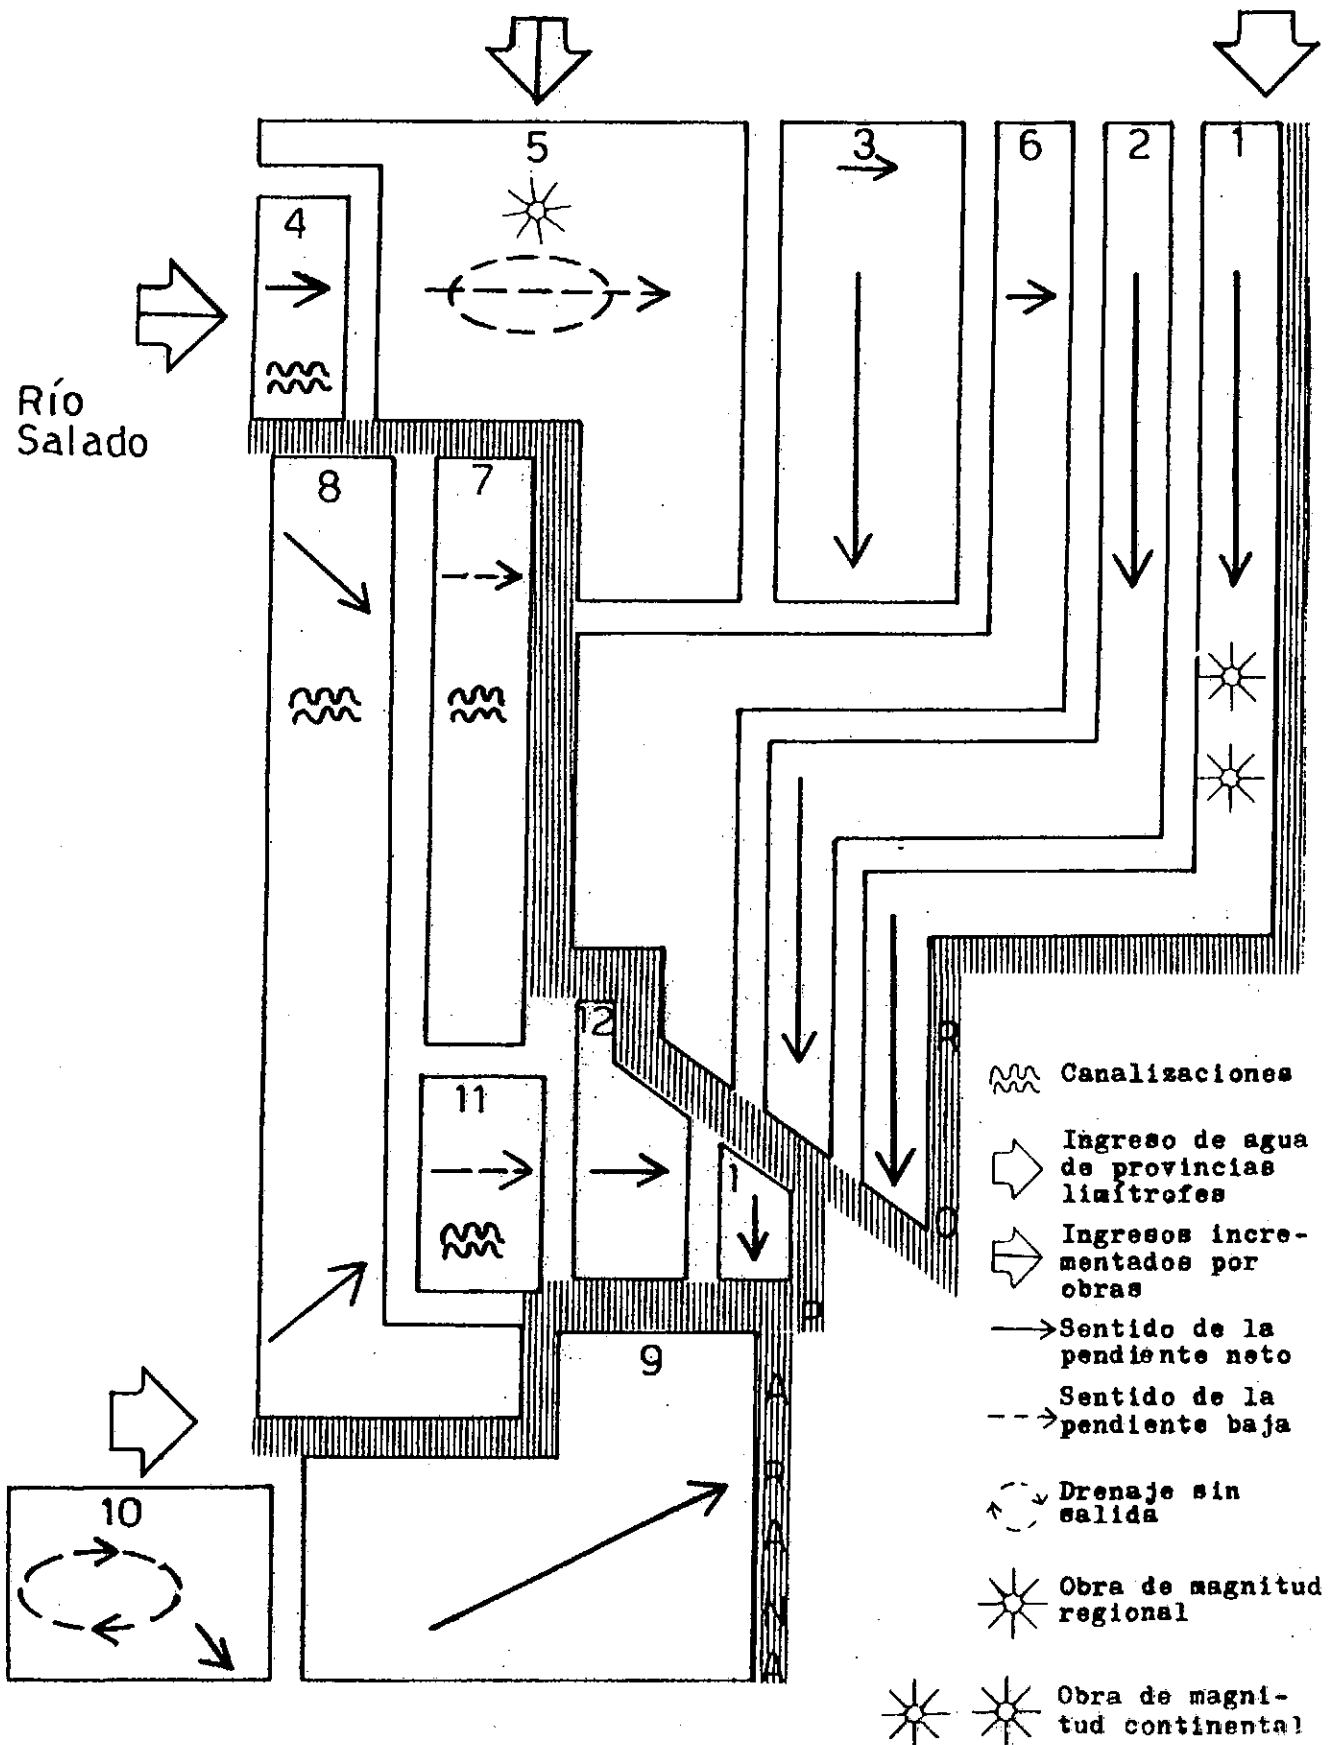 5
3
6
2
1
4
Río
Salado
8
7
12
11
1
9
10
R
O
P
A
R
A
N
A
Canalizaciones
Ingreso de agua
de provincias
limítrofes
Ingresos incre-
mentados por
obras
Sentido de la
pendiente neto
Sentido de la
pendiente baja
Drenaje sin
salida
Obra de magnitud
regional
Obra de magni-
tud continental